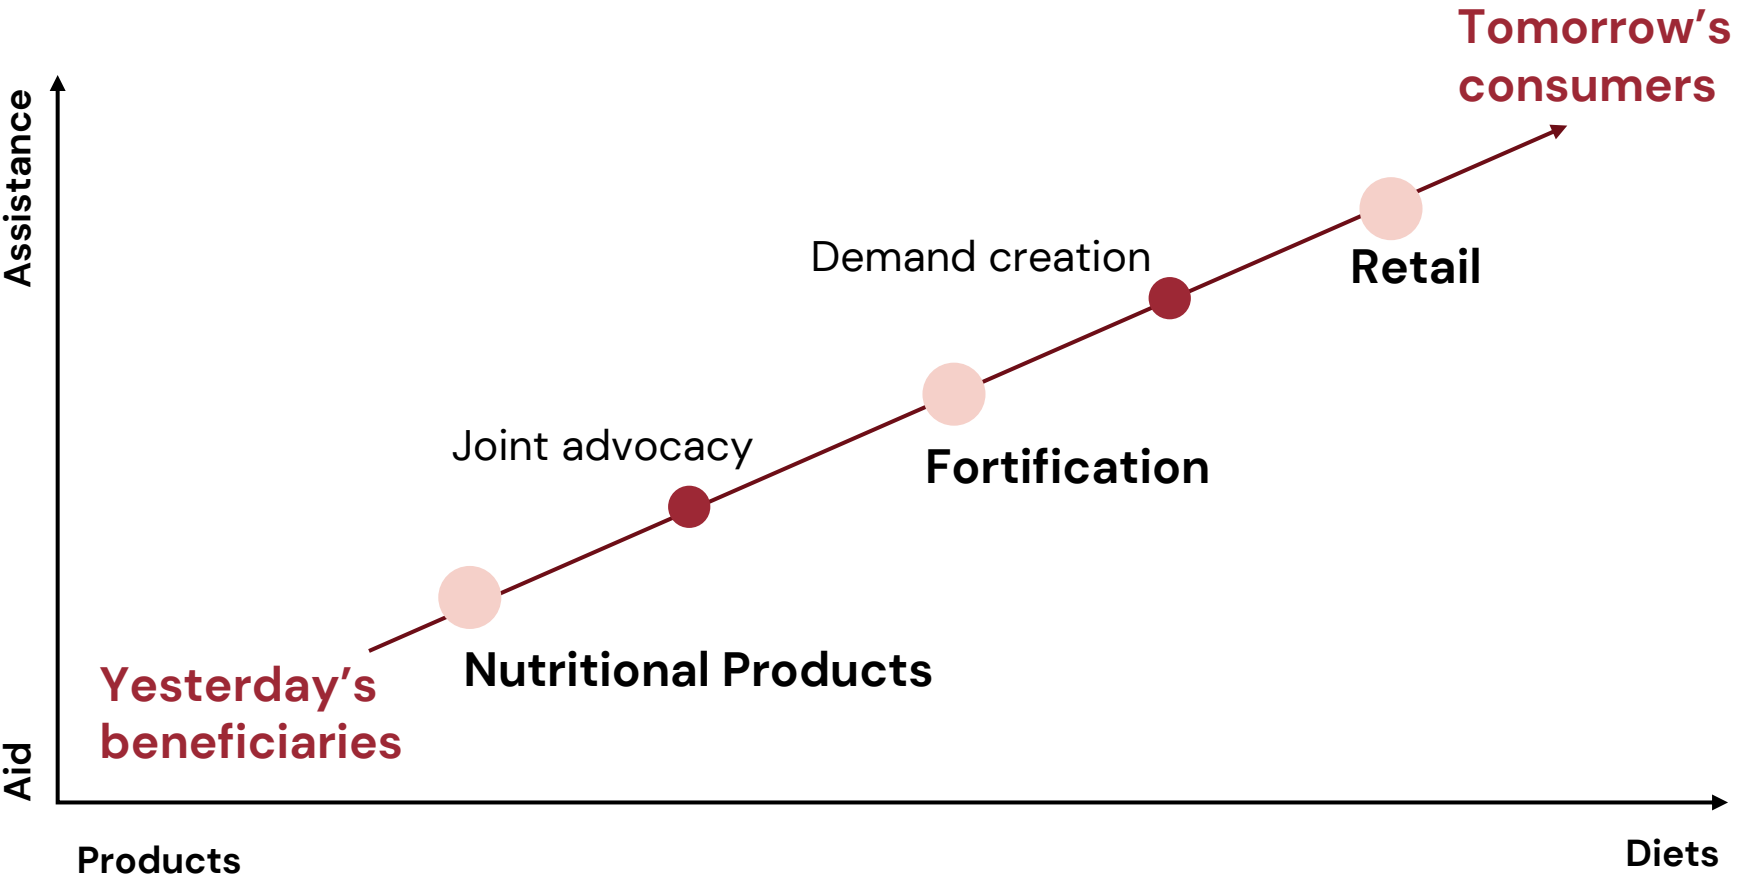 Tomorrow’s
consumers
Assistance
Demand creation
Retail
Joint advocacy
Fortification
Nutritional Products
Yesterday’s
beneficiaries
Aid
Products
Diets